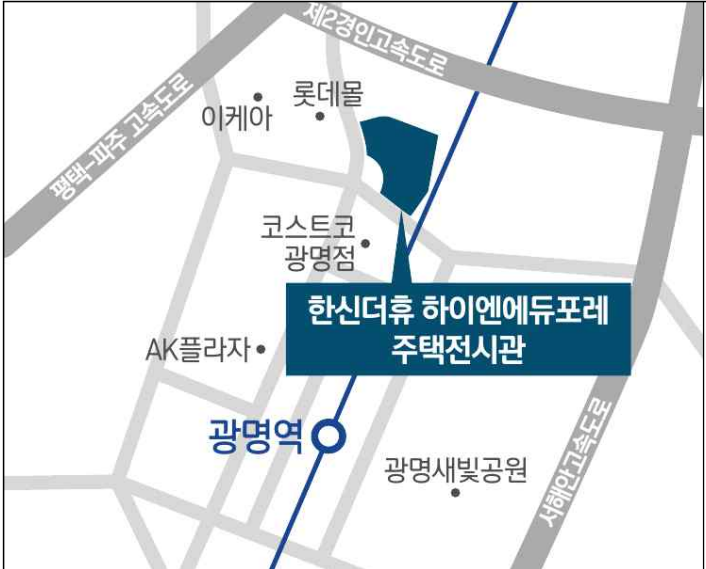 제2경인고속도로
평택-파주 고속도로
이케아
롯데몰
코스트코
광명점
한신더휴 하이엔에듀포레
주택전시관
AK플라자
광명역
광명새빛공원
서해안고속도로